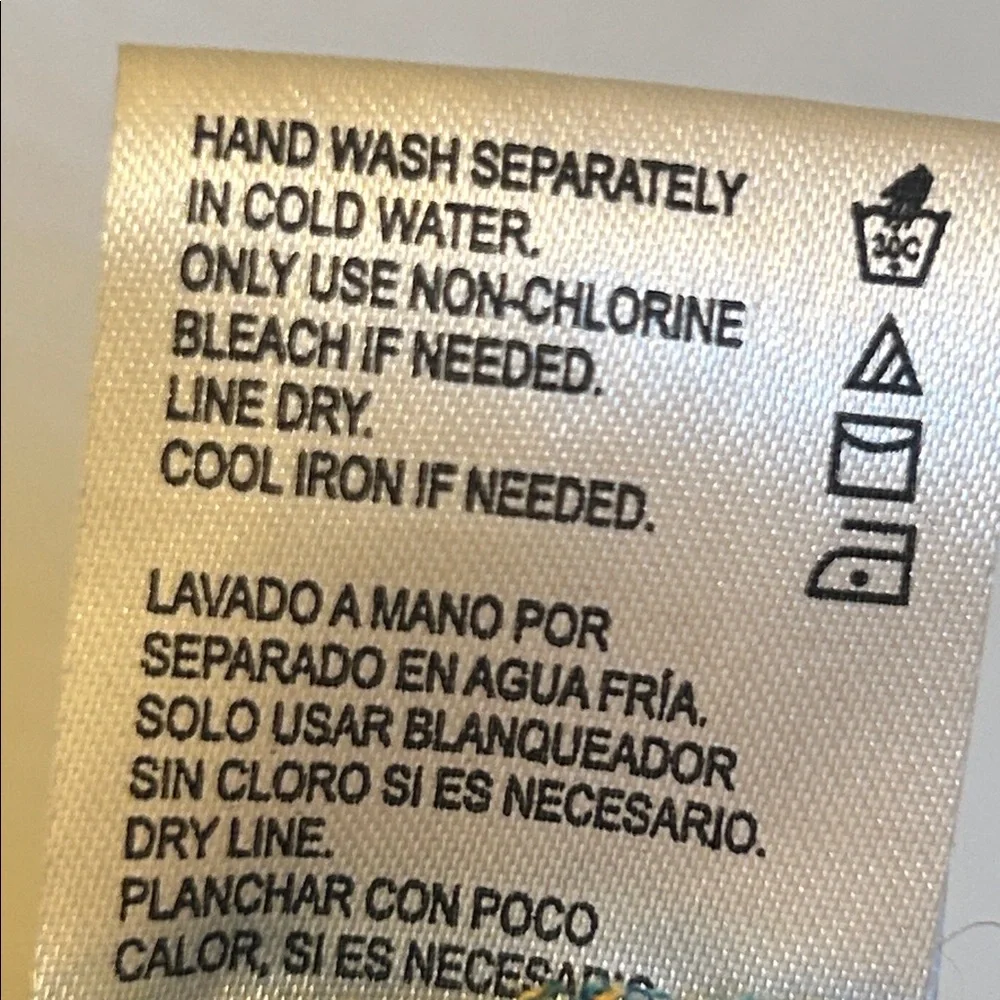 HAND WASH SEPARATELY
IN COLD WATER.
ONLY USE NON-CHLORINE
BLEACH IF NEEDED.
LINE DRY.
COOL IRON IF NEEDED.
30C
LAVADO A MANO POR
SEPARADO EN AGUA FRÍA.
SOLO USAR BLANQUEADOR
SIN CLORO SI ES NECESARIO.
DRY LINE.
PLANCHAR CON POCO
CALOR, SI ES